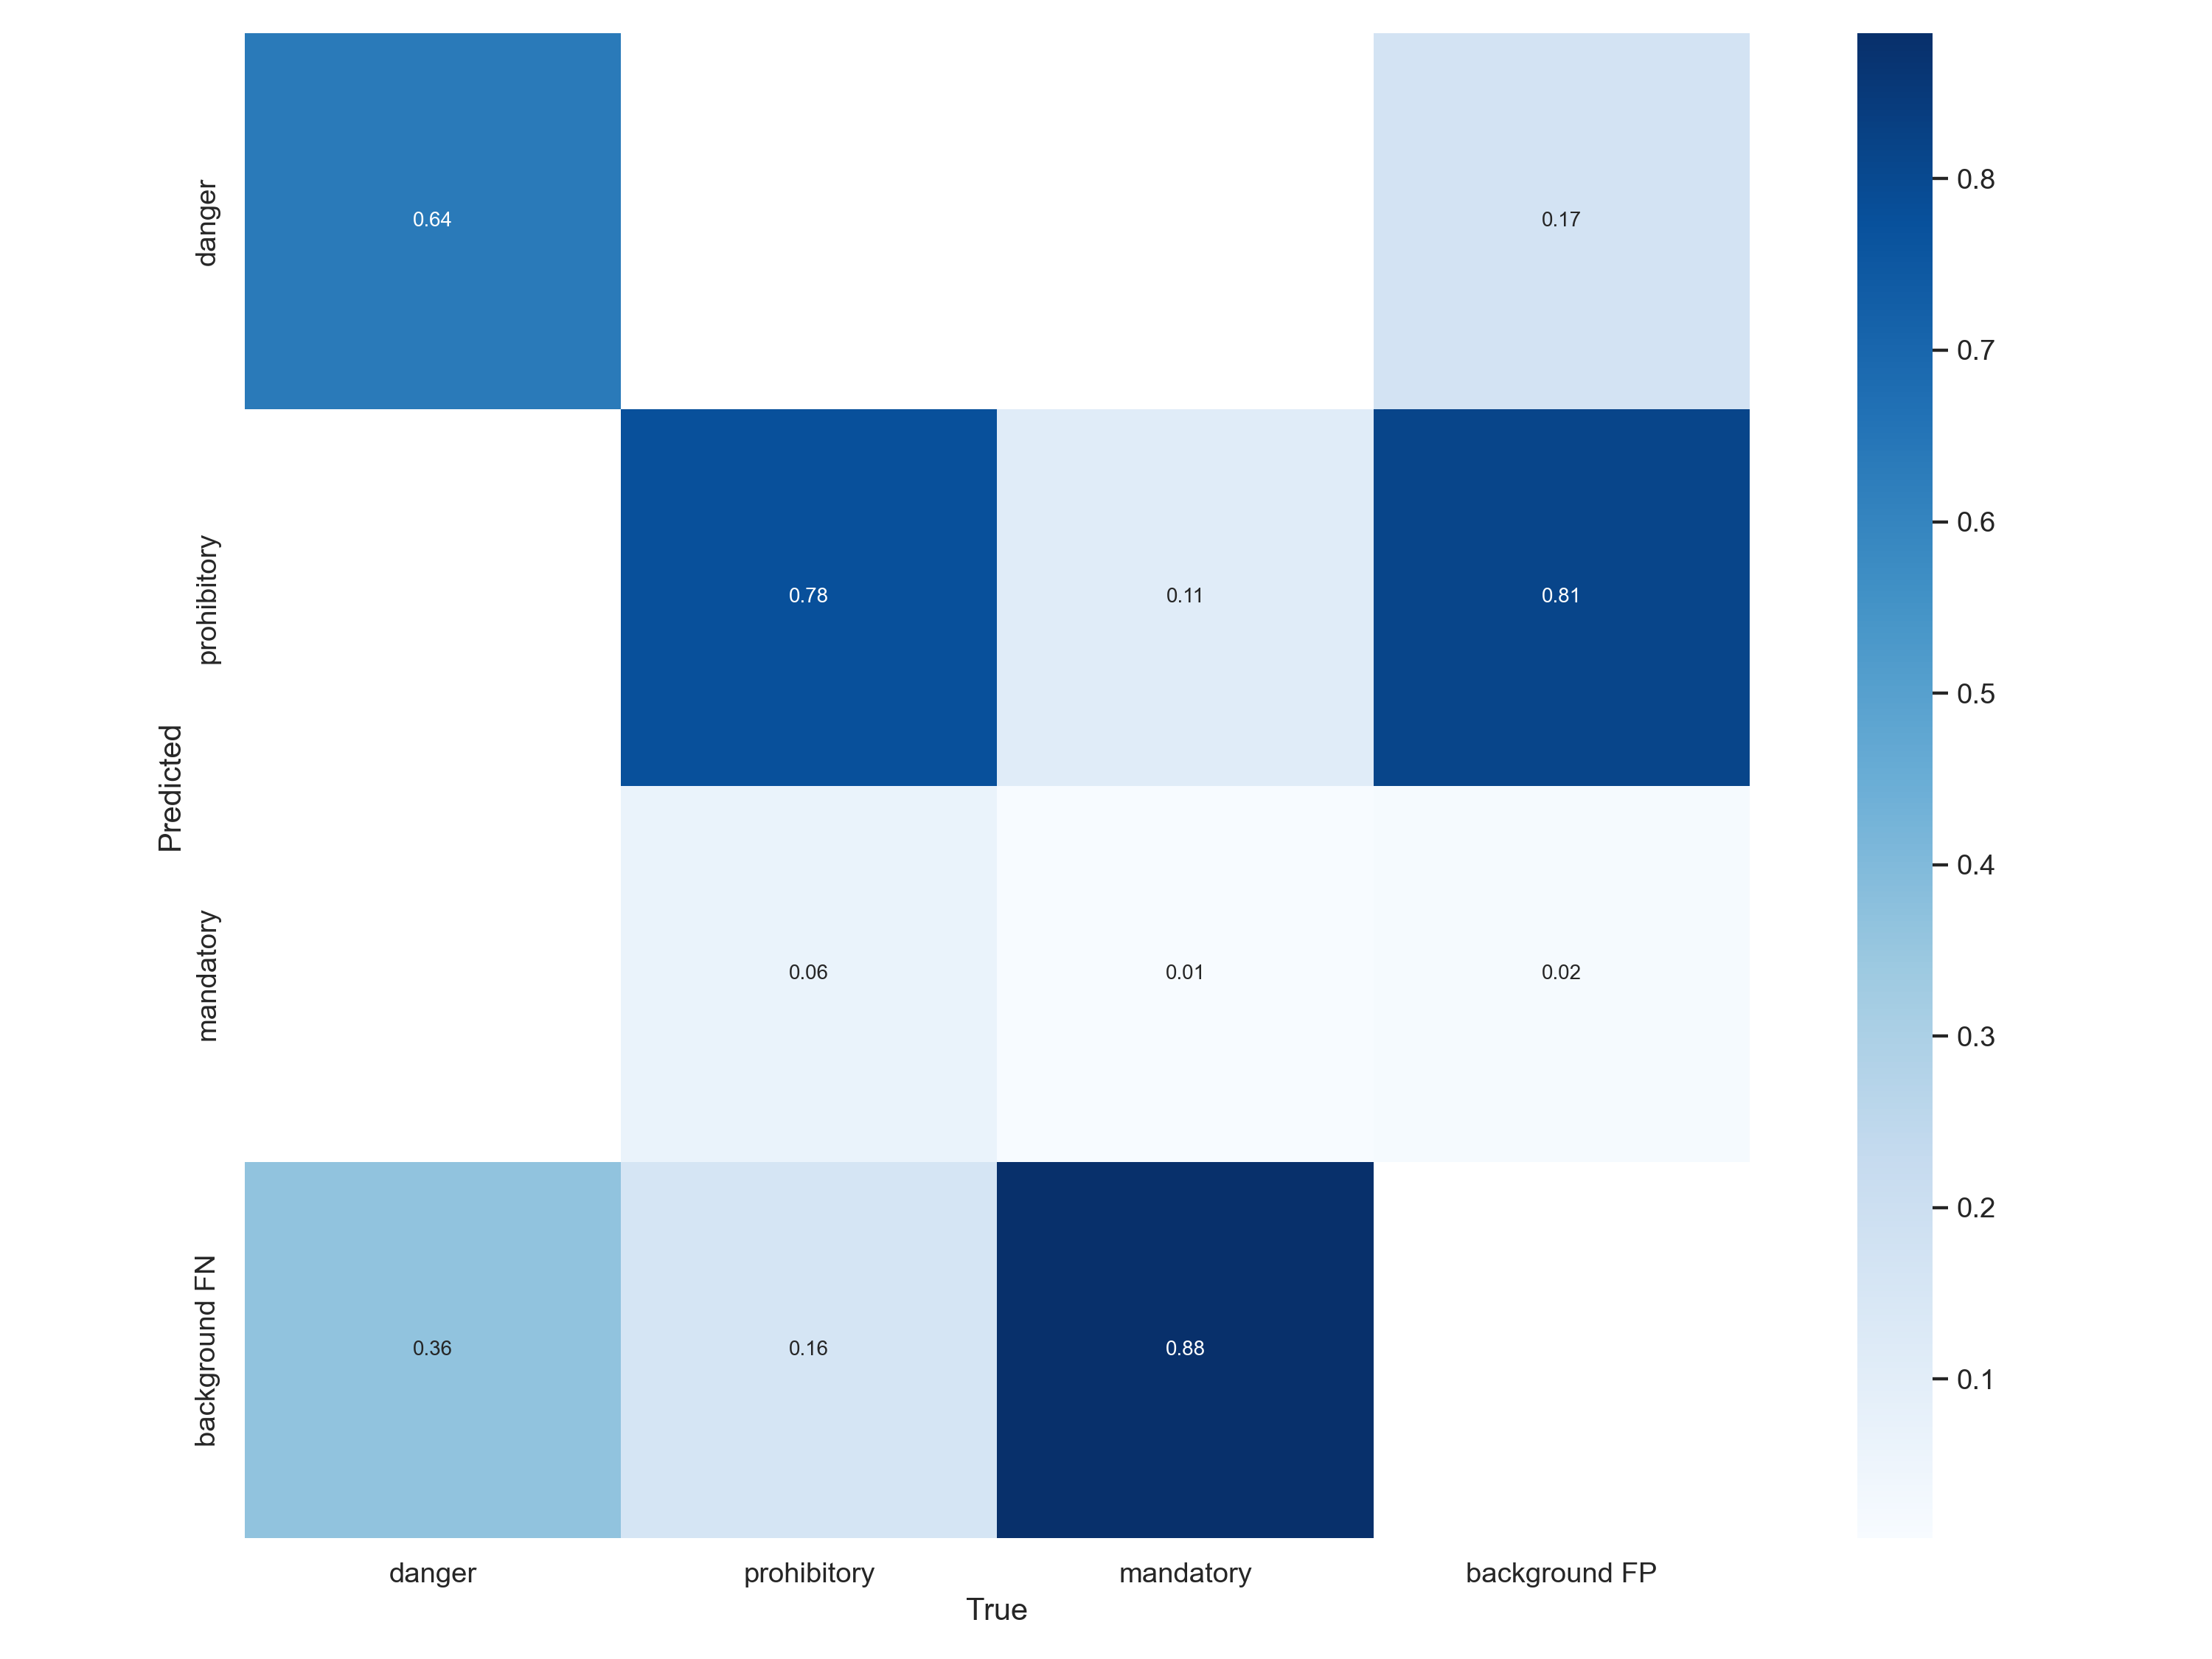 danger
0.64
0.17
0.8
0.7
prohibitory
0.78
0.11
0.81
0.6
0.5
Predicted
mandatory
0.06
0.01
0.02
0.4
0.3
background FN
0.36
0.16
0.88
0.2
0.1
danger
prohibitory
mandatory
background FP
True